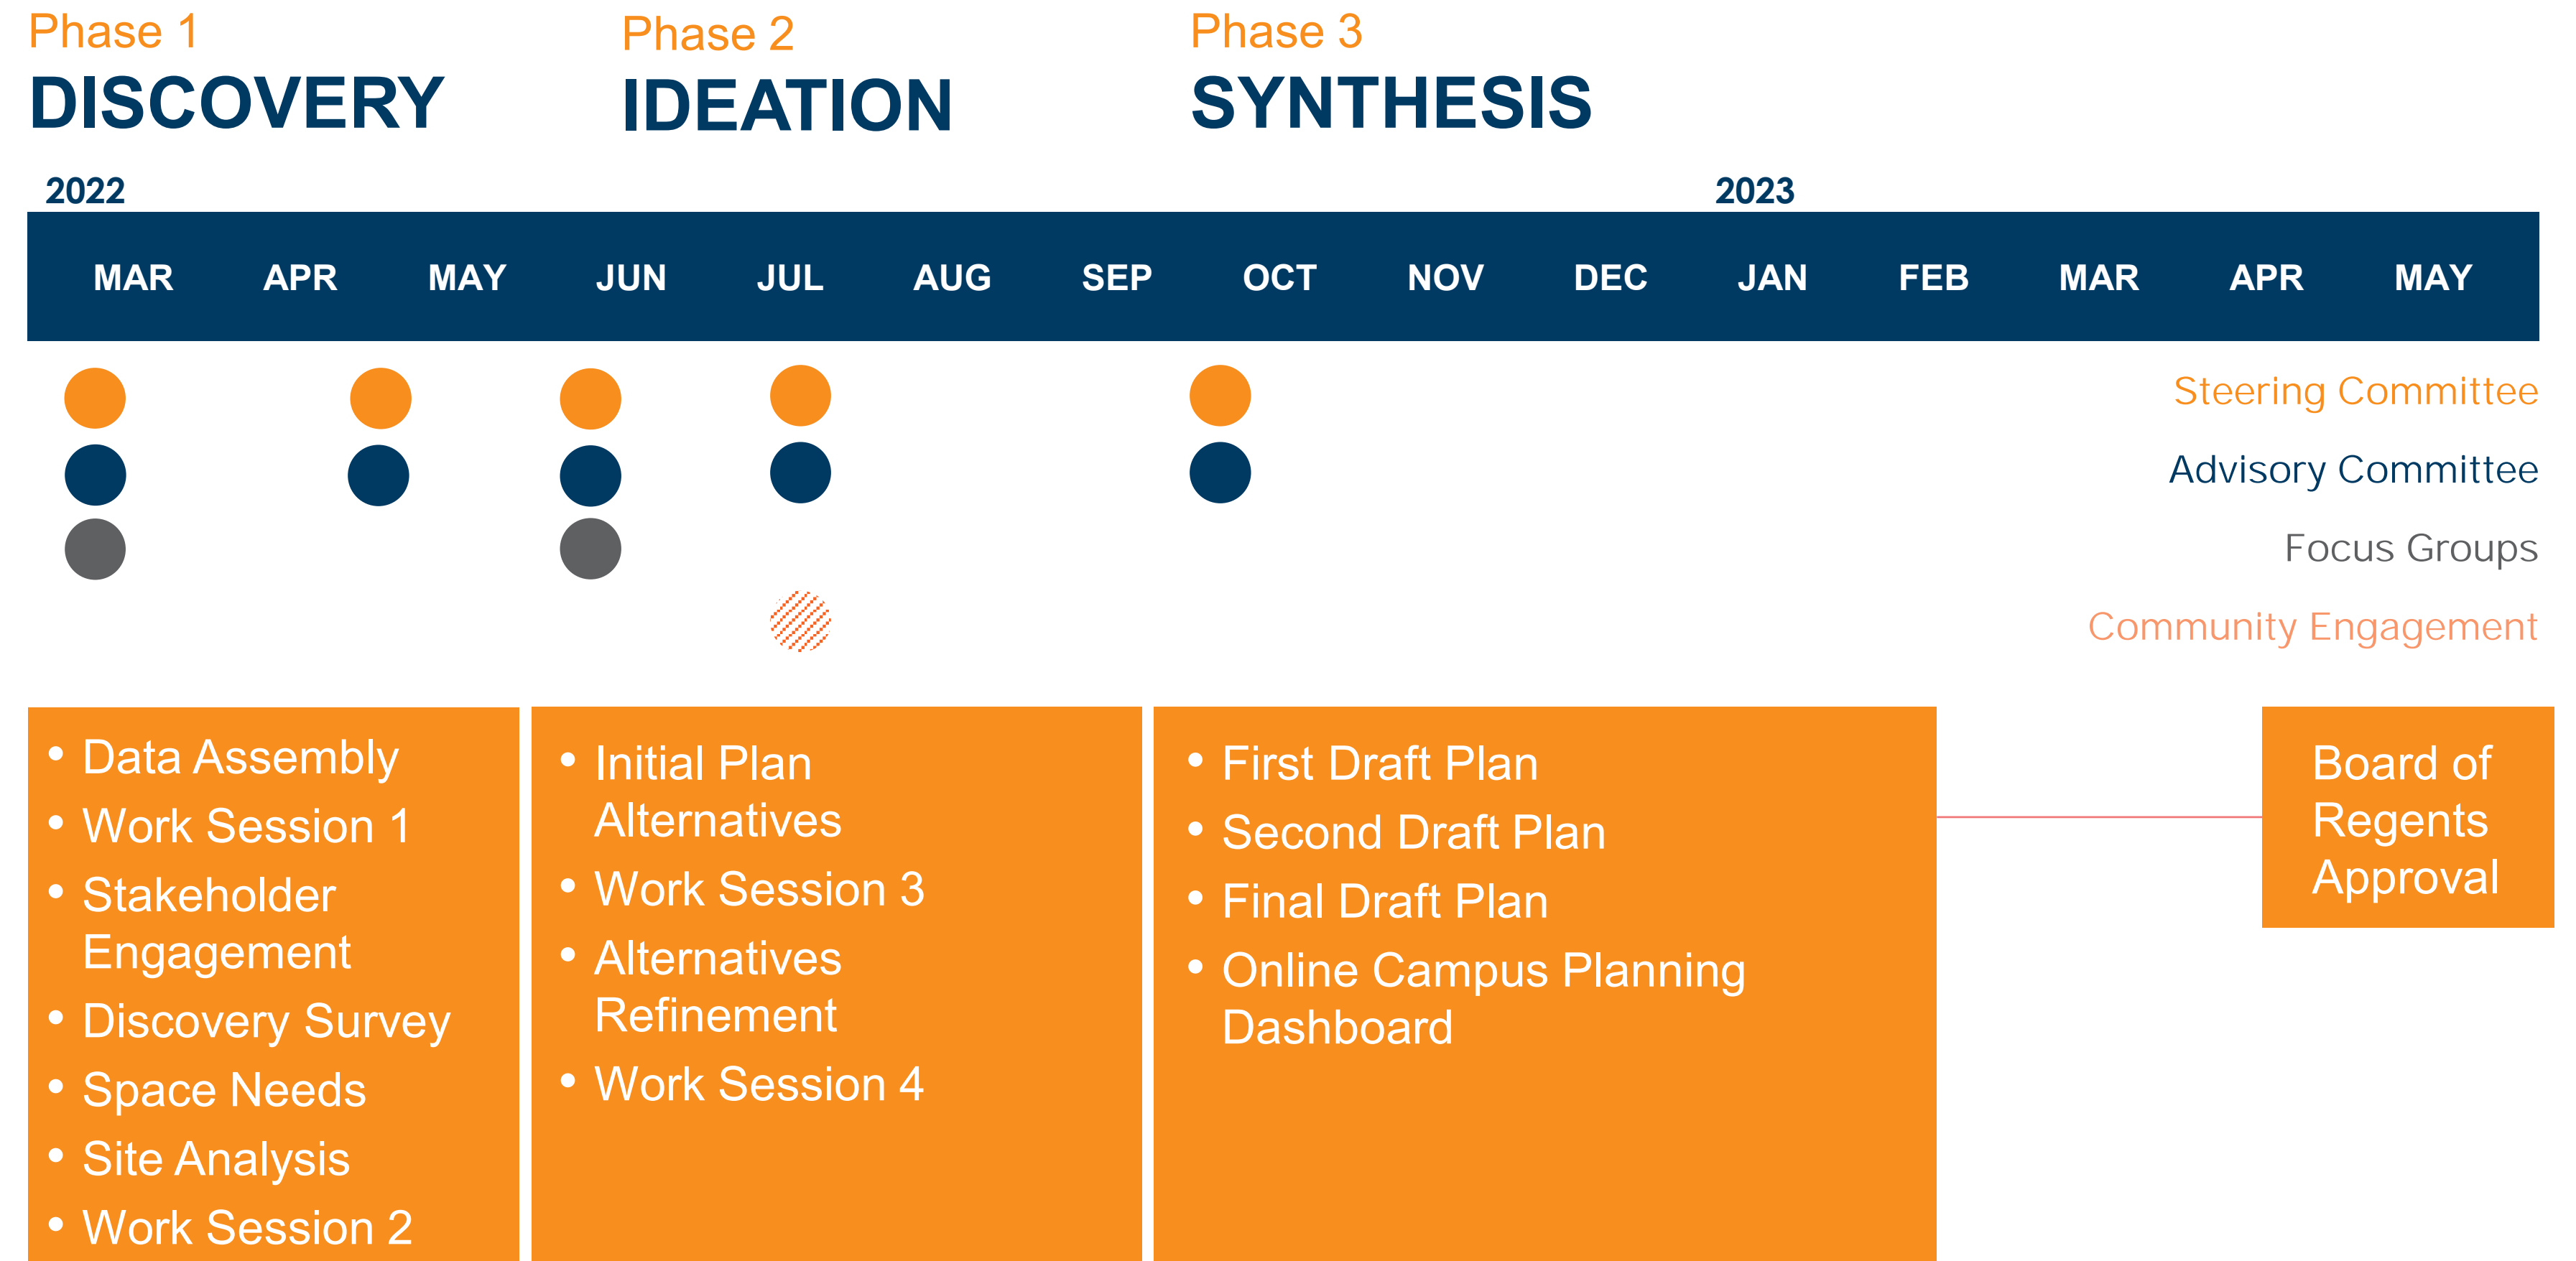 Phase 1
DISCOVERY
Phase 2
IDEATION
Phase 3
SYNTHESIS
2022
2023
MAR APR MAY JUN JUL AUG SEP OCT NOV DEC JAN FEB MAR APR MAY
Steering Committee
Advisory Committee
Focus Groups
Community Engagement
• Data Assembly
• Work Session 1
• Stakeholder
Engagement
• Discovery Survey
• Space Needs
• Site Analysis
• Work Session 2
• Initial Plan
Alternatives
• Work Session 3
• Alternatives
Refinement
• Work Session 4
• First Draft Plan
• Second Draft Plan
• Final Draft Plan
• Online Campus Planning
Dashboard
Board of
Regents
Approval